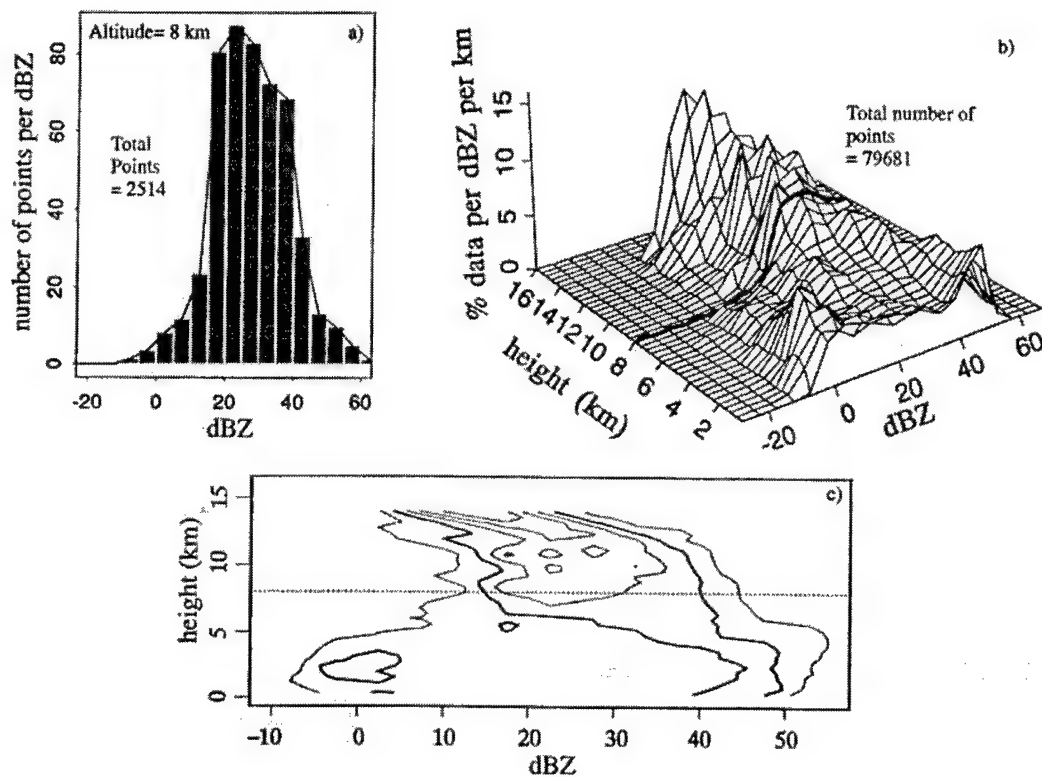 Altitude= 8 km
a)
number of points per dBZ
80
60
40
20
0
Total
Points
= 2514
-20
0
20
40
60
dBZ
b)
% data per dBZ per km
15
10
5
0
Total number of
points
= 79681
16
14
12
10
8
6
4
2
height (km)
-20
0
20
40
60
dBZ
c)
height (km)
15
10
5
0
-10
0
10
20
30
40
50
dBZ